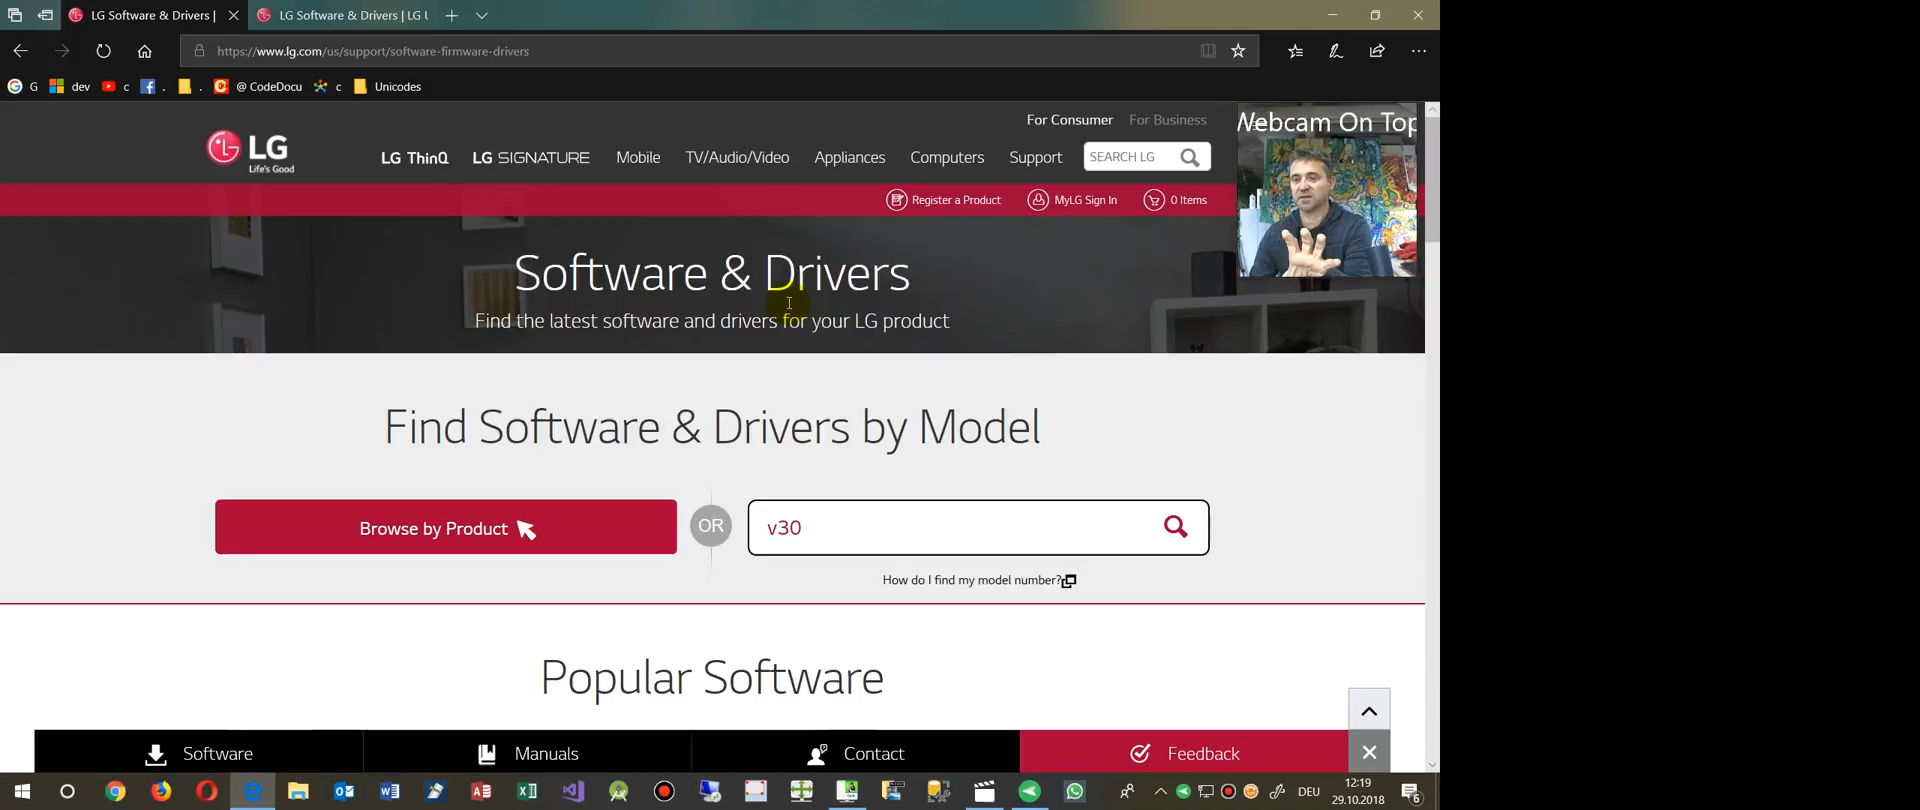 LG Software & Drivers |
LG Software & Drivers | LG U
https://www.lg.com/us/support/software-firmware-drivers
G
dev
c
.
.
@ CodeDocu
c
Unicodes
For Consumer
For Business
Webcam On Top
LG
Life's Good
LG ThinQ
LG SIGNATURE
Mobile
TV/Audio/Video
Appliances
Computers
Support
SEARCH LG
Register a Product
MyLG Sign In
0 Items
Software & Drivers
Find the latest software and drivers for your LG product
Find Software & Drivers by Model
Browse by Product
OR
v30
How do I find my model number?
Popular Software
Software
Manuals
Contact
Feedback
DEU
12:19
29.10.2018
6